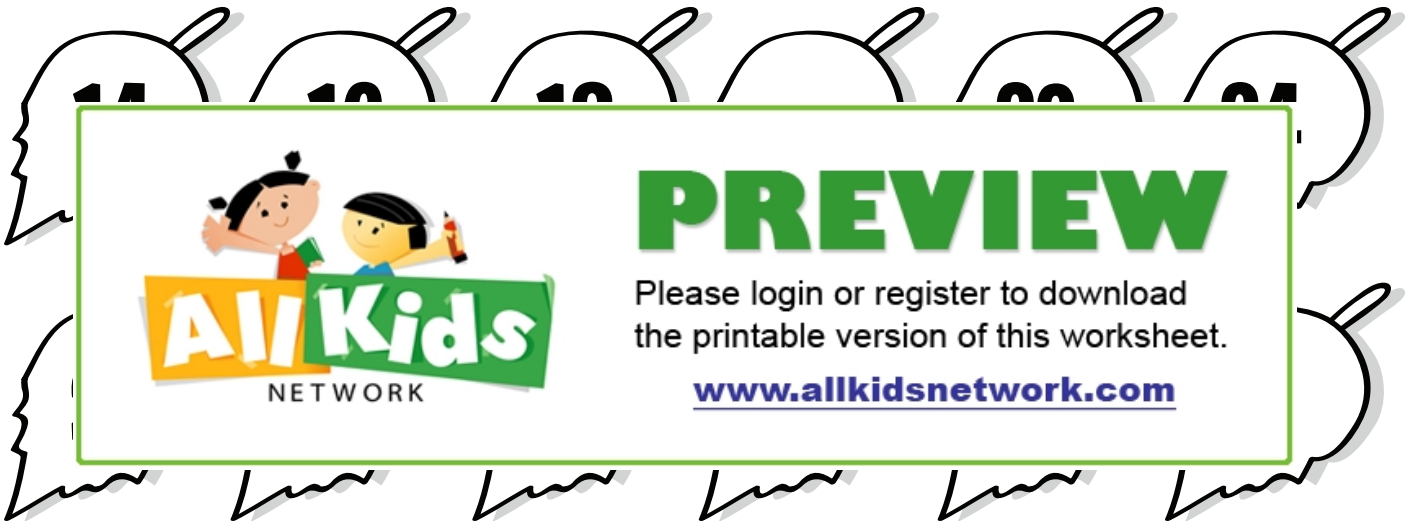 All Kids
NETWORK
PREVIEW
Please login or register to download
the printable version of this worksheet.
www.allkidsnetwork.com